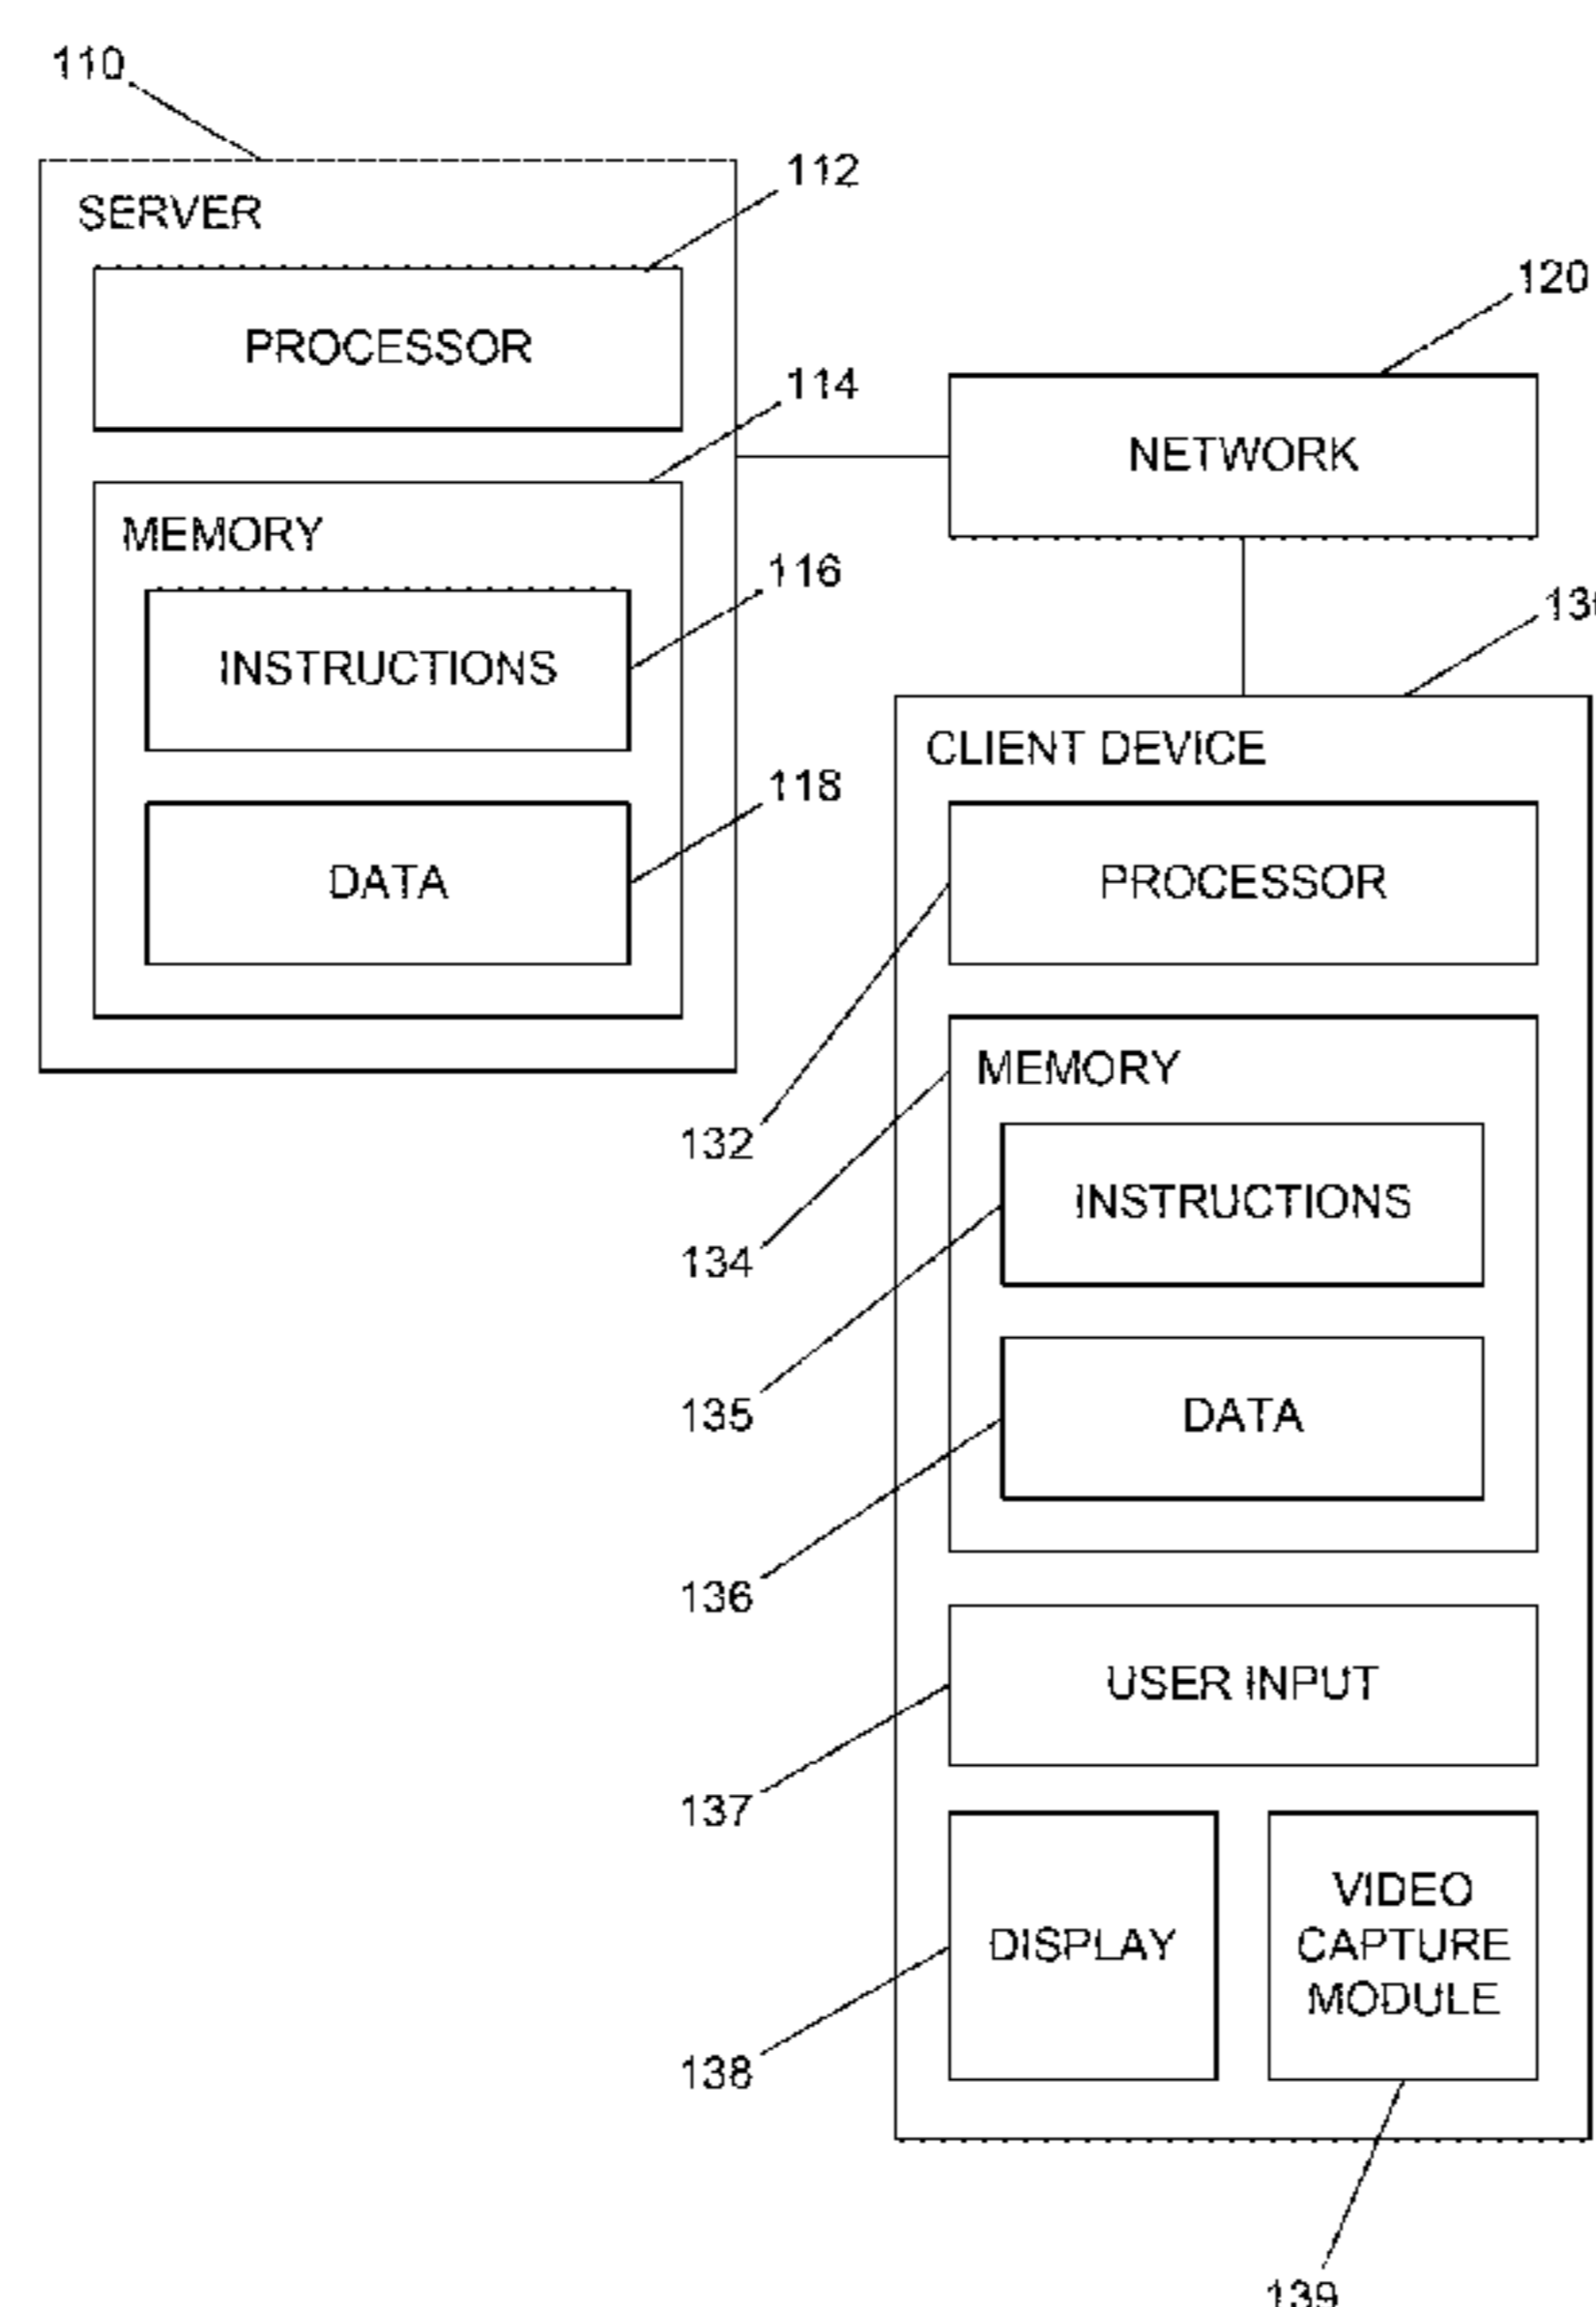 110
SERVER
112
PROCESSOR
120
114
NETWORK
MEMORY
116
INSTRUCTIONS
118
DATA
CLIENT DEVICE
PROCESSOR
132
MEMORY
134
INSTRUCTIONS
135
DATA
136
USER INPUT
137
DISPLAY
138
VIDEO
CAPTURE
MODULE
139